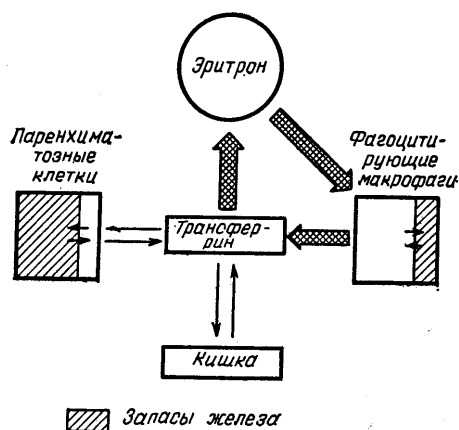 Эритрон
Паренхима-
тозные
клетки
Фагоцити-
рующие
макрофаги
Трансфер-
рин
Кишка
Запасы железа